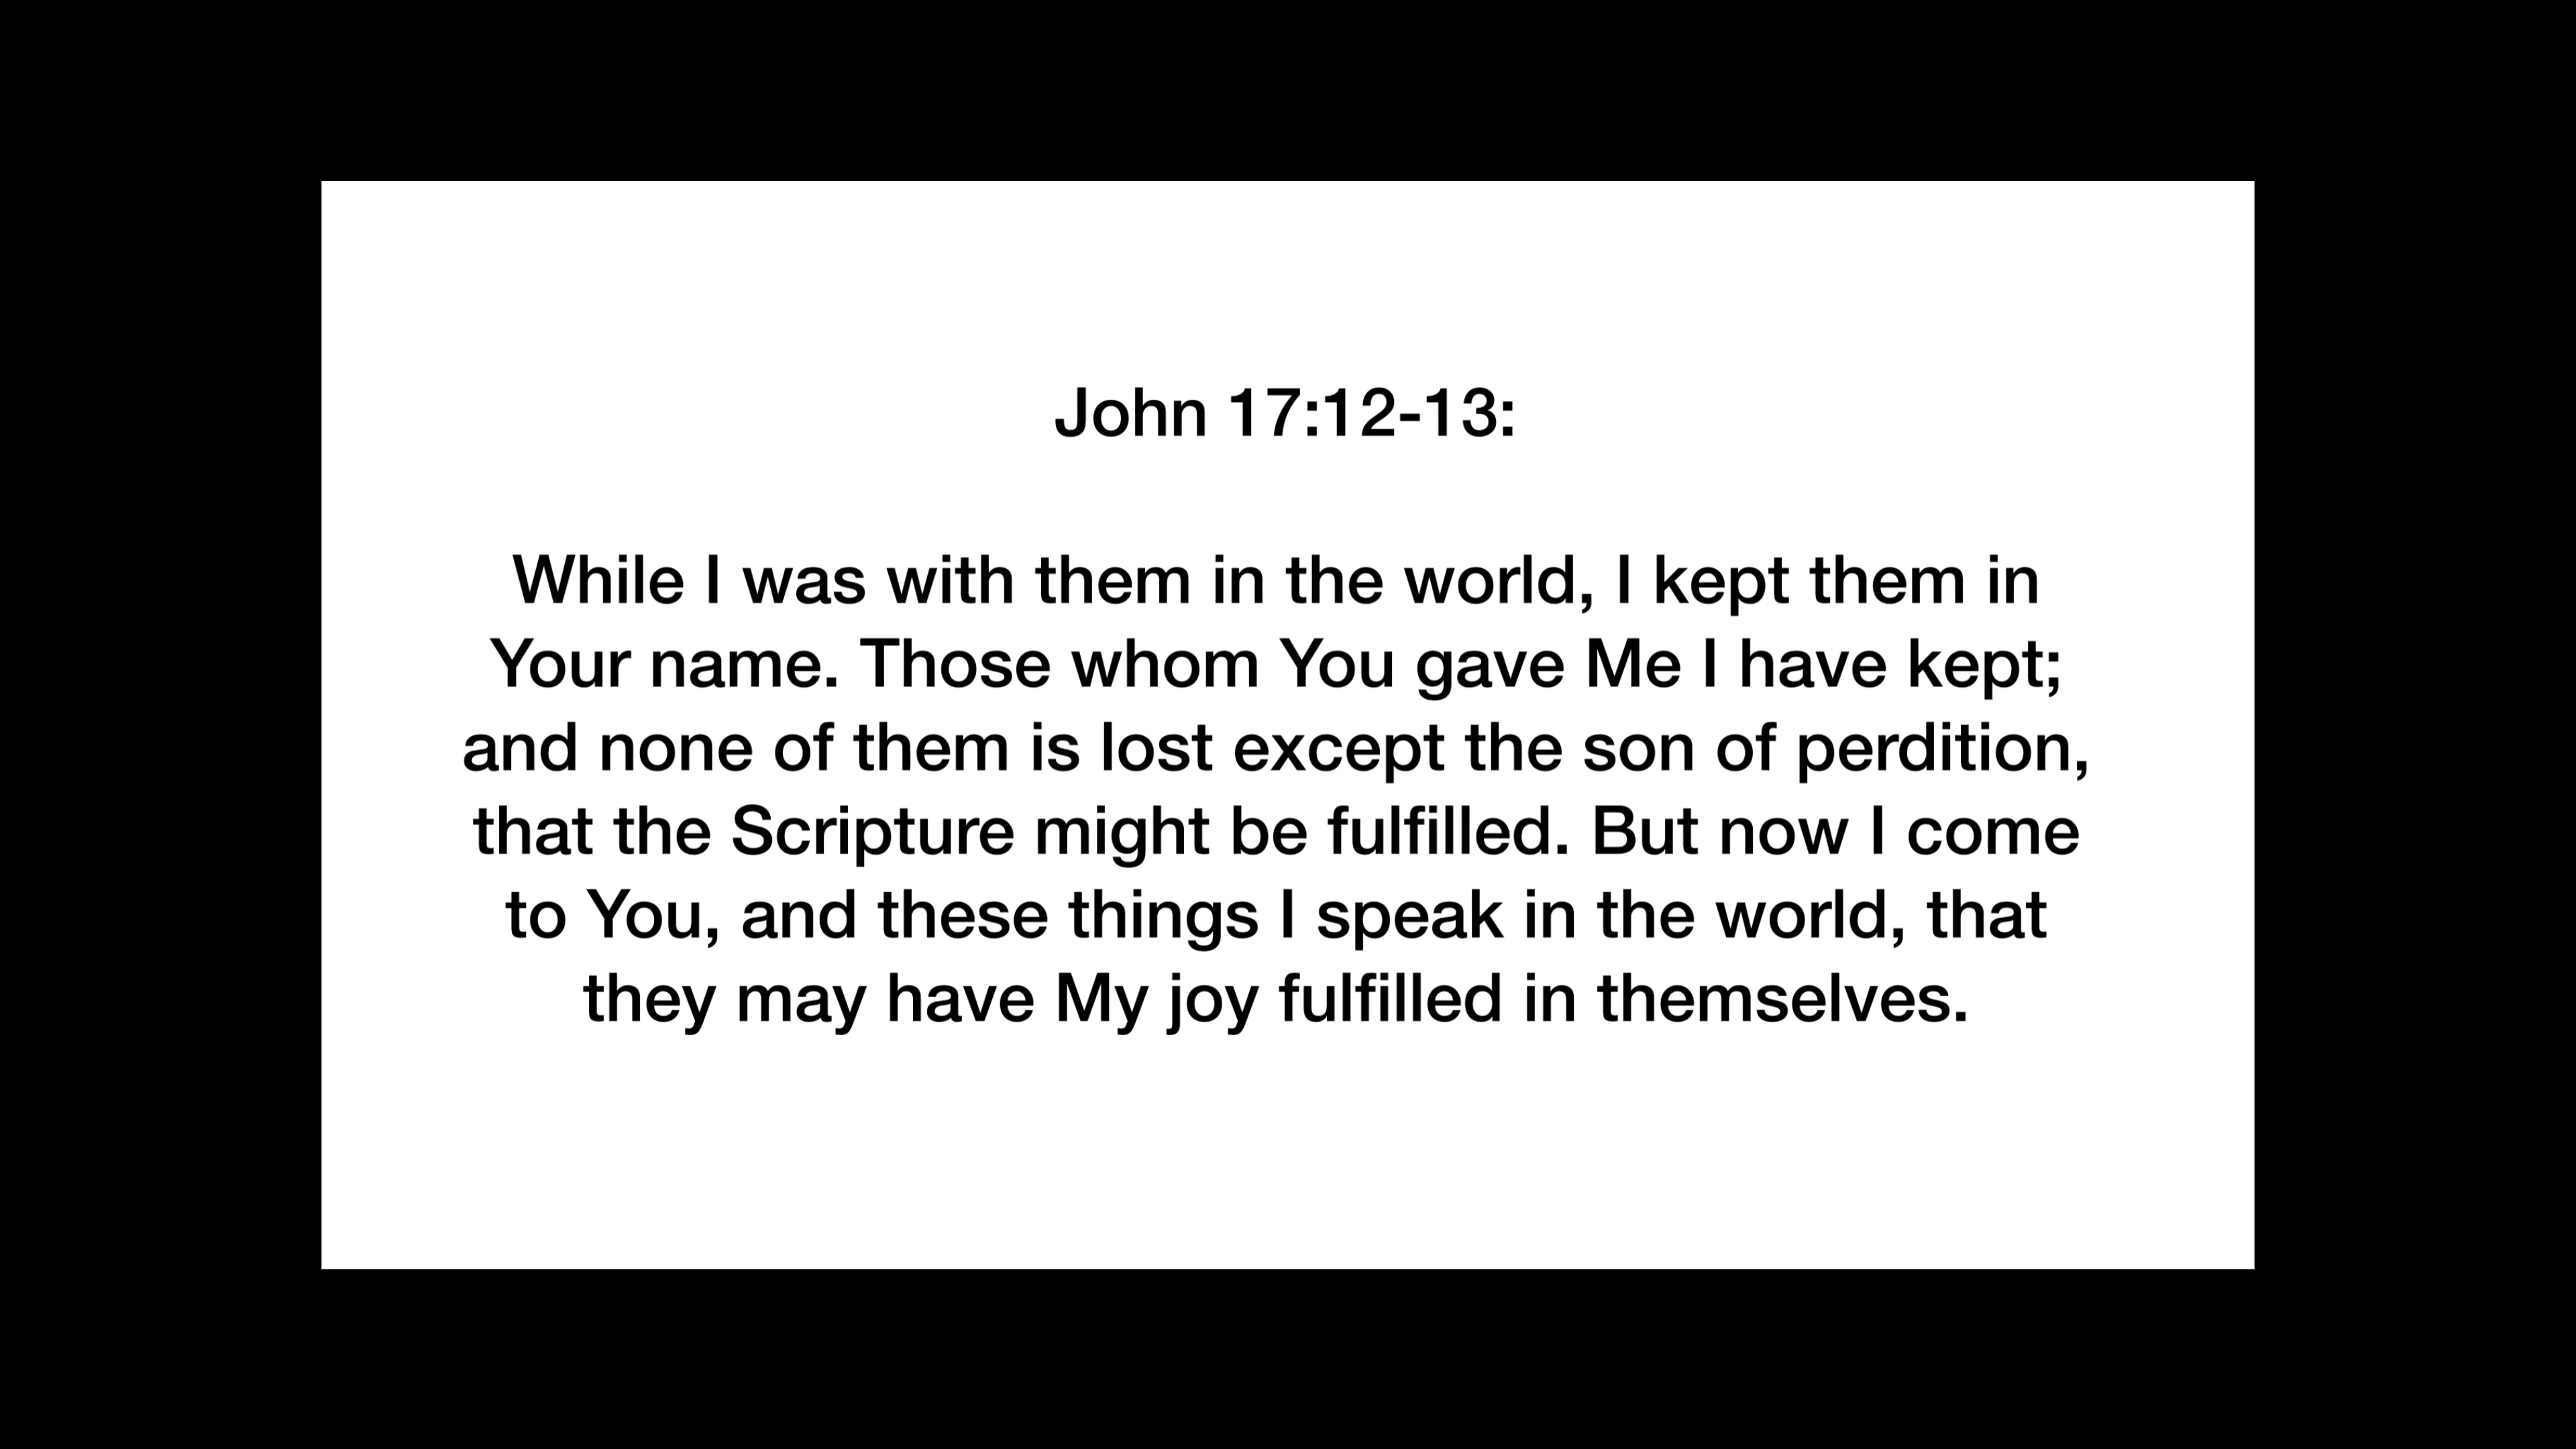 John 17:12-13:
While I was with them in the world, I kept them in
Your name. Those whom You gave Me I have kept;
and none of them is lost except the son of perdition,
that the Scripture might be fulfilled. But now I come
to You, and these things I speak in the world, that
they may have My joy fulfilled in themselves.